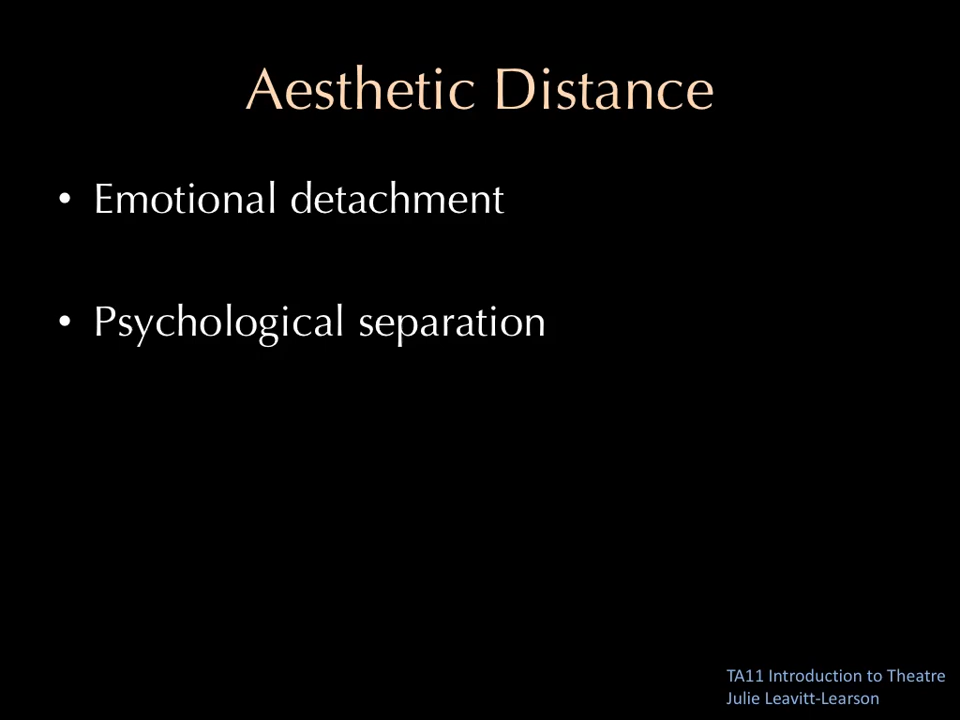 Aesthetic Distance
• Emotional detachment
• Psychological separation
TA11 Introduction to Theatre
Julie Leavitt-Learson